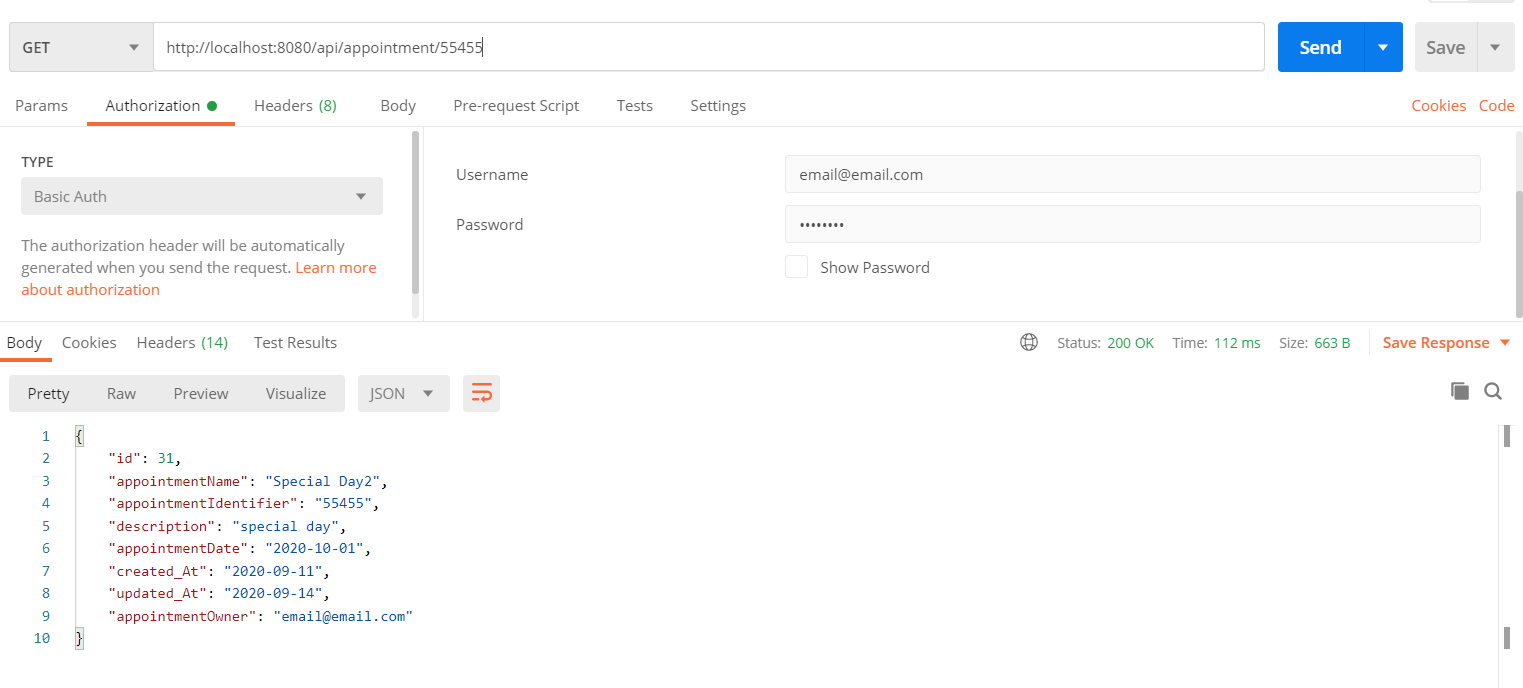 GET http://localhost:8080/api/appointment/55455 Send Save
Params Authorization Headers (8) Body Pre-request Script Tests Settings Cookies Code
TYPE
Basic Auth
The authorization header will be automatically
generated when you send the request. Learn more
about authorization
Username email@email.com
Password ••••••••
Show Password
Body Cookies Headers (14) Test Results Status: 200 OK Time: 112 ms Size: 663 B Save Response
Pretty Raw Preview Visualize JSON
1 {
2 "id": 31,
3 "appointmentName": "Special Day2",
4 "appointmentIdentifier": "55455",
5 "description": "special day",
6 "appointmentDate": "2020-10-01",
7 "created_At": "2020-09-11",
8 "updated_At": "2020-09-14",
9 "appointmentOwner": "email@email.com"
10 }